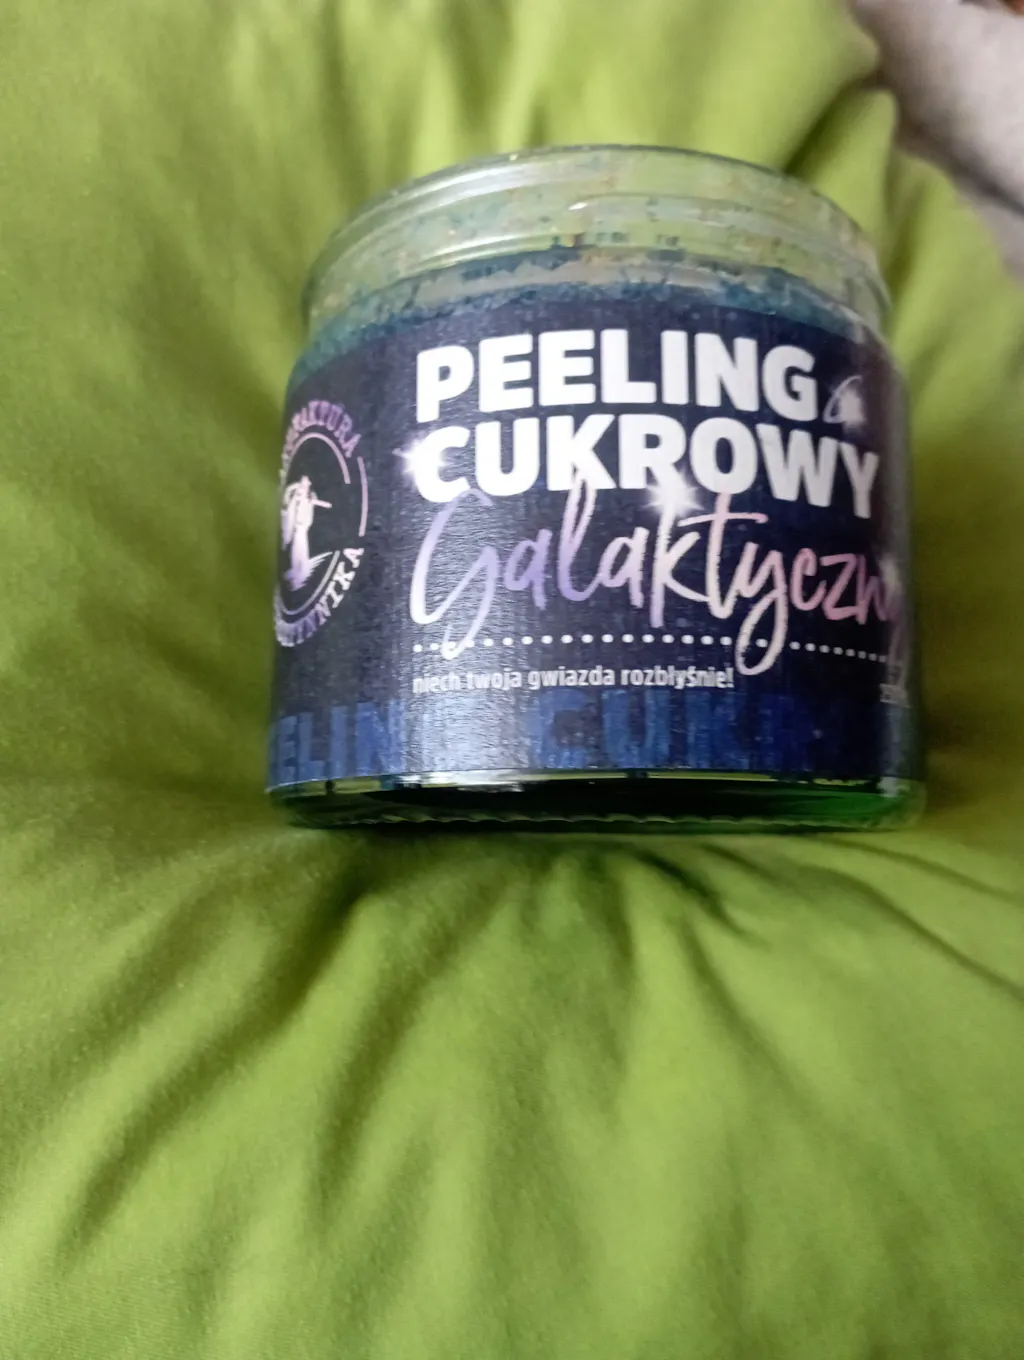 PEELING
CUKROWY
Galaktyczny
niech twoja gwiazda rozbłyśnie!